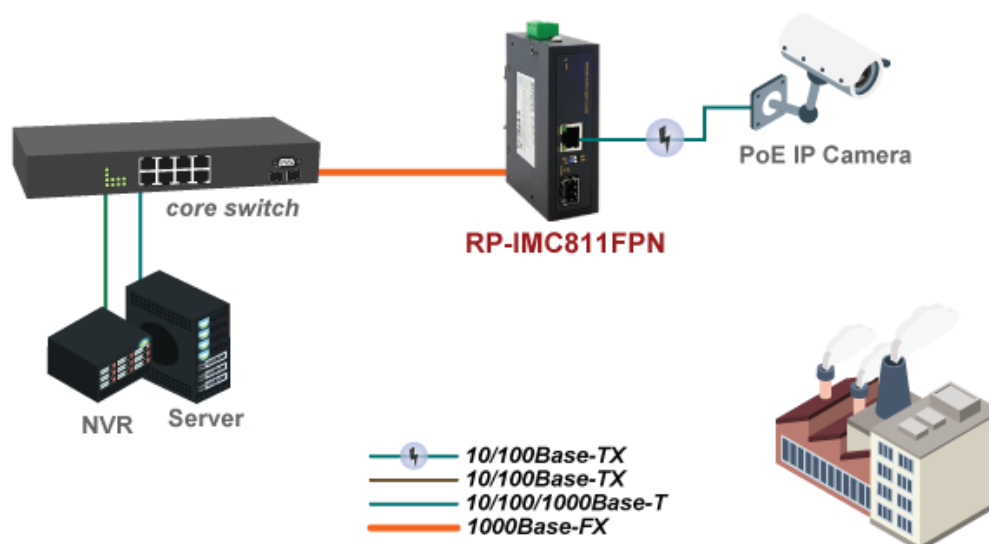 PoE IP Camera
core switch
RP-IMC811FPN
NVR
Server
10/100Base-TX
10/100Base-TX
10/100/1000Base-T
1000Base-FX